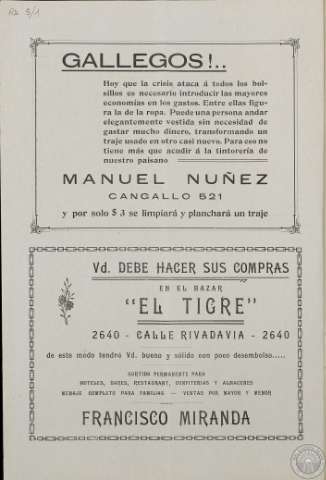 Az 5/1
GALLEGOS!..
Hoy que la crisis ataca á todos los bol-
sillos es necesario introducir las mayores
economías en los gastos. Entre ellas figu-
ra la de la ropa. Puede una persona andar
elegantemente vestida sin necesidad de
gastar mucho dinero, transformando un
traje usado en otro casi nuevo. Para eso no
tiene más que acudir á la tintorería de
nuestro paisano
MANUEL NUÑEZ
CANGALLO 521
y por solo $ 3 se limpiará y planchará un traje
Vd. DEBE HACER SUS COMPRAS
EN EL BAZAR
"EL TIGRE"
2640 - CALLE RIVADAVIA - 2640
de este modo tendrá Vd. bueno y sólido con poco desembolso.....
SURTIDO PERMANENTE PARA
HOTELES, BARES, RESTAURANT, CONFITERIAS Y ALMACENES
MENAJE COMPLETO PARA FAMILIAS — VENTAS POR MAYOR Y MENOR
FRANCISCO MIRANDA